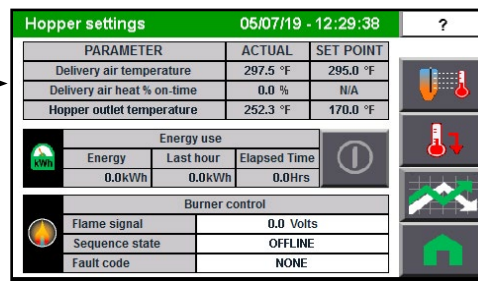 Hopper settings 05/07/19 - 12:29:38 ?
PARAMETER ACTUAL SET POINT
Delivery air temperature 297.5 °F 295.0 °F
Delivery air heat % on-time 0.0 % N/A
Hopper outlet temperature 252.3 °F 170.0 °F
Energy use
kWh Energy Last hour Elapsed Time
0.0kWh 0.0kWh 0.0Hrs
Burner control
Flame signal 0.0 Volts
Sequence state OFFLINE
Fault code NONE